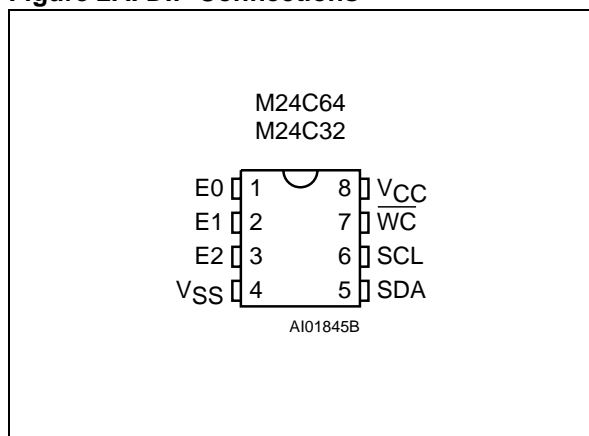 Figure 2A. DIP Connections
M24C64
M24C32
E0 1 8 VCC
E1 2 7 W̅C̅
E2 3 6 SCL
VSS 4 5 SDA
AI01845B